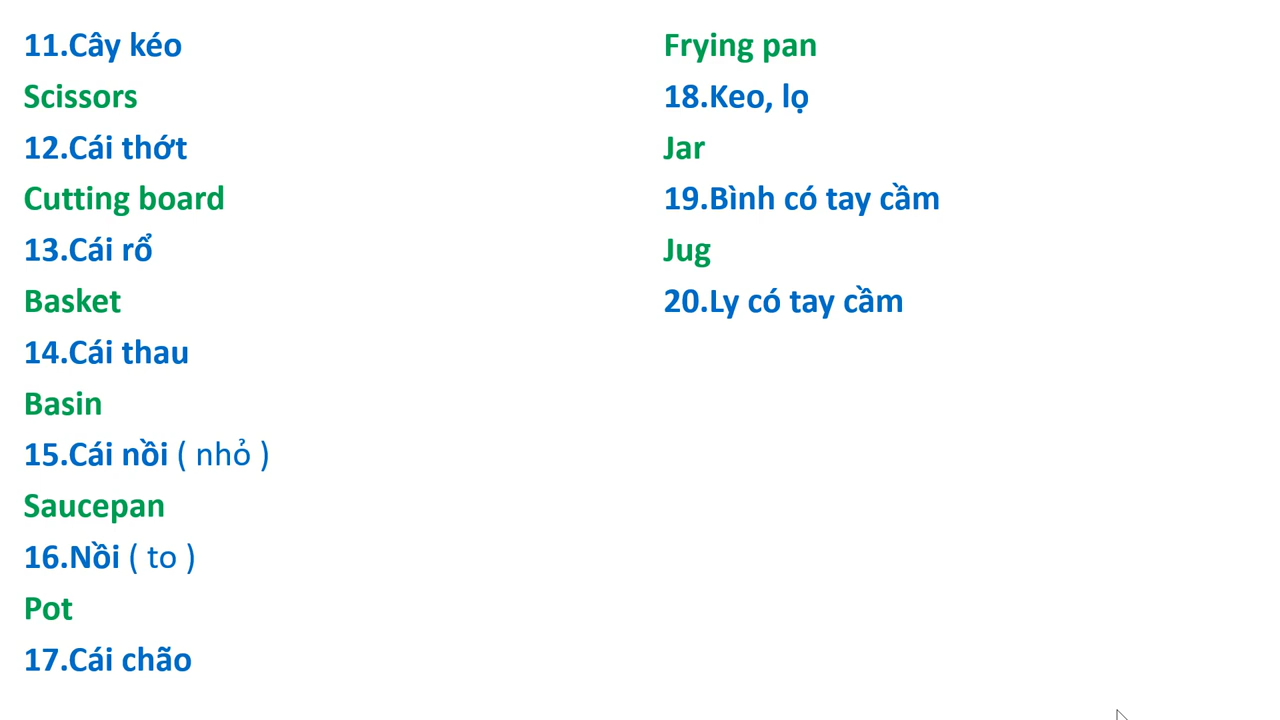 11.Cây kéo
Scissors
12.Cái thớt
Cutting board
13.Cái rổ
Basket
14.Cái thau
Basin
15.Cái nồi ( nhỏ )
Saucepan
16.Nồi ( to )
Pot
17.Cái chão
Frying pan
18.Keo, lọ
Jar
19.Bình có tay cầm
Jug
20.Ly có tay cầm